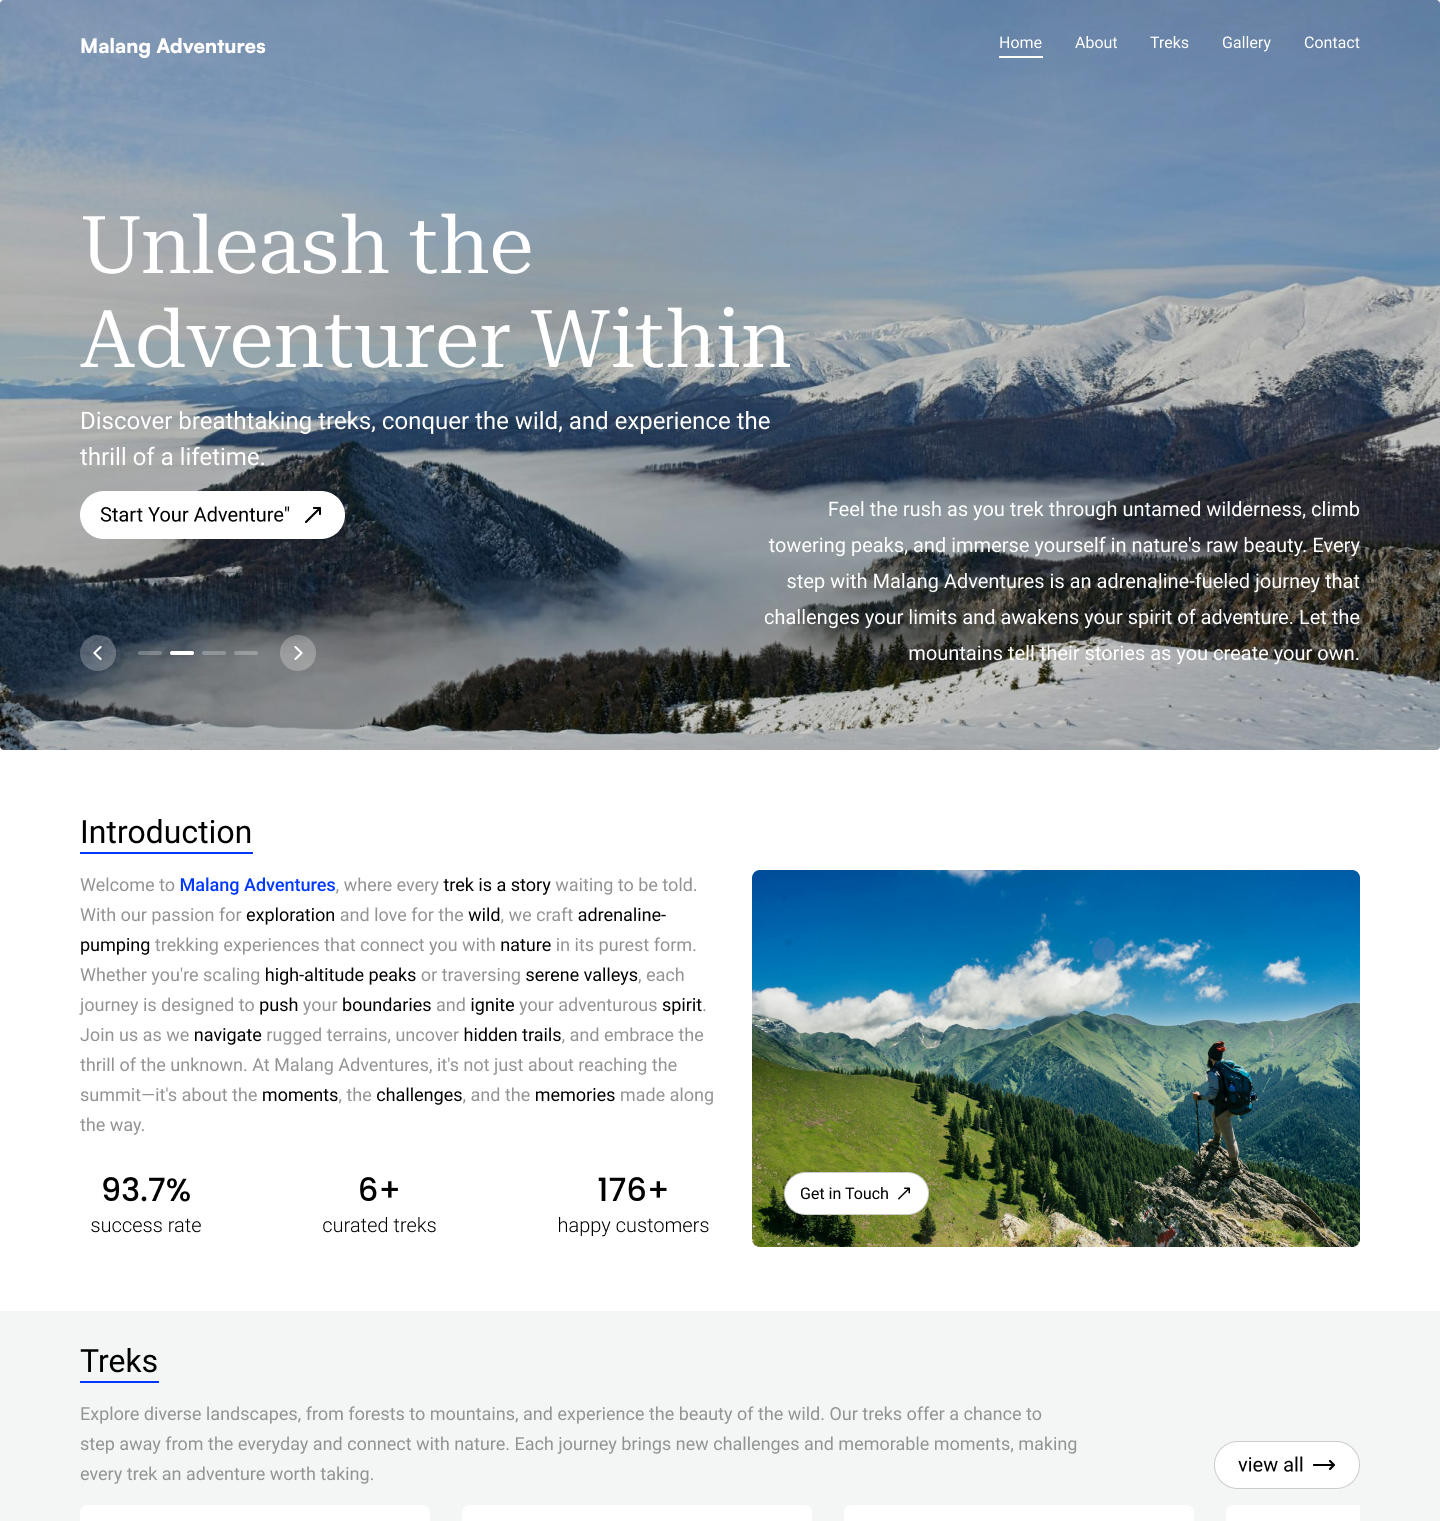 Malang Adventures
Home About Treks Gallery Contact
Unleash the
Adventurer Within
Discover breathtaking treks, conquer the wild, and experience the
thrill of a lifetime.
Start Your Adventure"
Feel the rush as you trek through untamed wilderness, climb
towering peaks, and immerse yourself in nature's raw beauty. Every
step with Malang Adventures is an adrenaline-fueled journey that
challenges your limits and awakens your spirit of adventure. Let the
mountains tell their stories as you create your own.
Introduction
Welcome to Malang Adventures, where every trek is a story waiting to be told.
With our passion for exploration and love for the wild, we craft adrenaline-
pumping trekking experiences that connect you with nature in its purest form.
Whether you're scaling high-altitude peaks or traversing serene valleys, each
journey is designed to push your boundaries and ignite your adventurous spirit.
Join us as we navigate rugged terrains, uncover hidden trails, and embrace the
thrill of the unknown. At Malang Adventures, it's not just about reaching the
summit—it's about the moments, the challenges, and the memories made along
the way.
93.7%
success rate
6+
curated treks
176+
happy customers
Get in Touch
Treks
Explore diverse landscapes, from forests to mountains, and experience the beauty of the wild. Our treks offer a chance to
step away from the everyday and connect with nature. Each journey brings new challenges and memorable moments, making
every trek an adventure worth taking.
view all